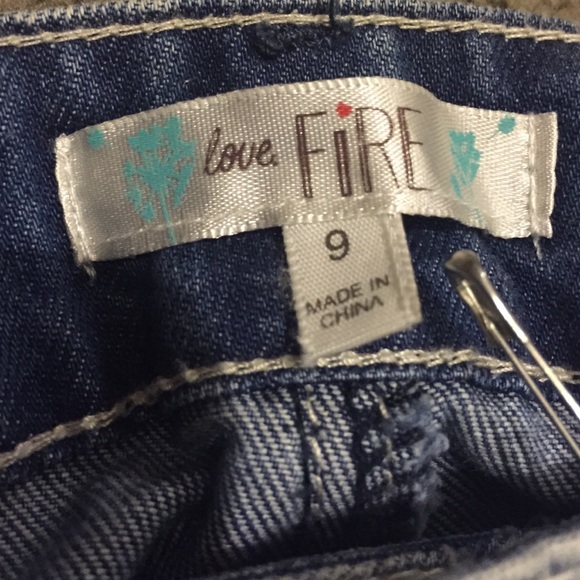 love, FiRE
9
MADE IN
CHINA